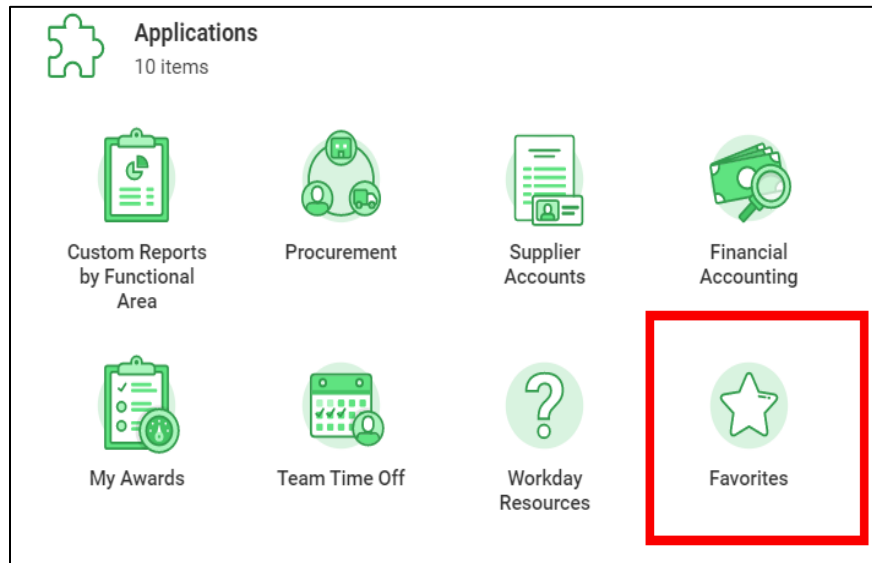 Applications
10 items
Custom Reports
by Functional
Area
Procurement
Supplier
Accounts
Financial
Accounting
My Awards
Team Time Off
Workday
Resources
Favorites